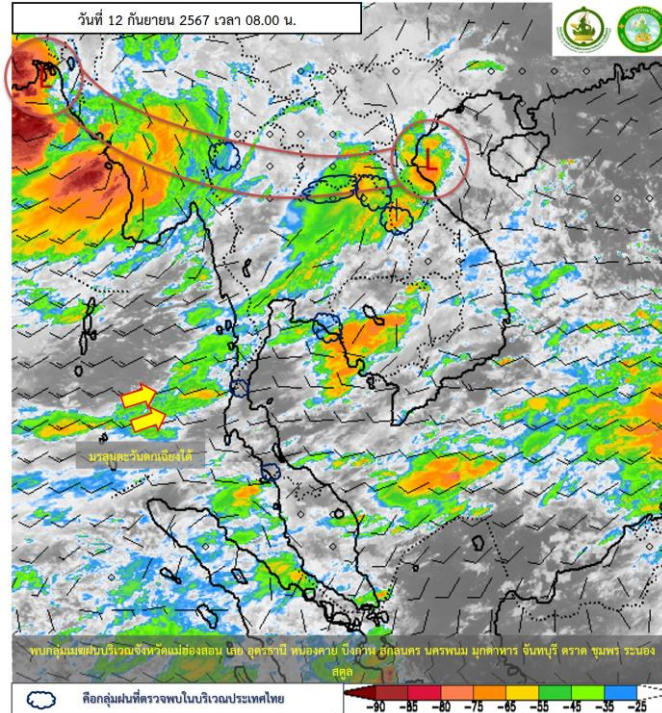 วันที่ 12 กันยายน 2567 เวลา 08.00 น.
L
L
มรสุมตะวันตกเฉียงใต้
พบกลุ่มเมฆฝนบริเวณจังหวัดแม่ฮ่องสอน เลย อุดรธานี หนองคาย บึงกาฬ สกลนคร นครพนม มุกดาหาร จันทบุรี ตราด ชุมพร ระนอง
สตูล
คือกลุ่มฝนที่ตรวจพบในบริเวณประเทศไทย
-90 -85 -80 -75 -65 -55 -45 -35 -25